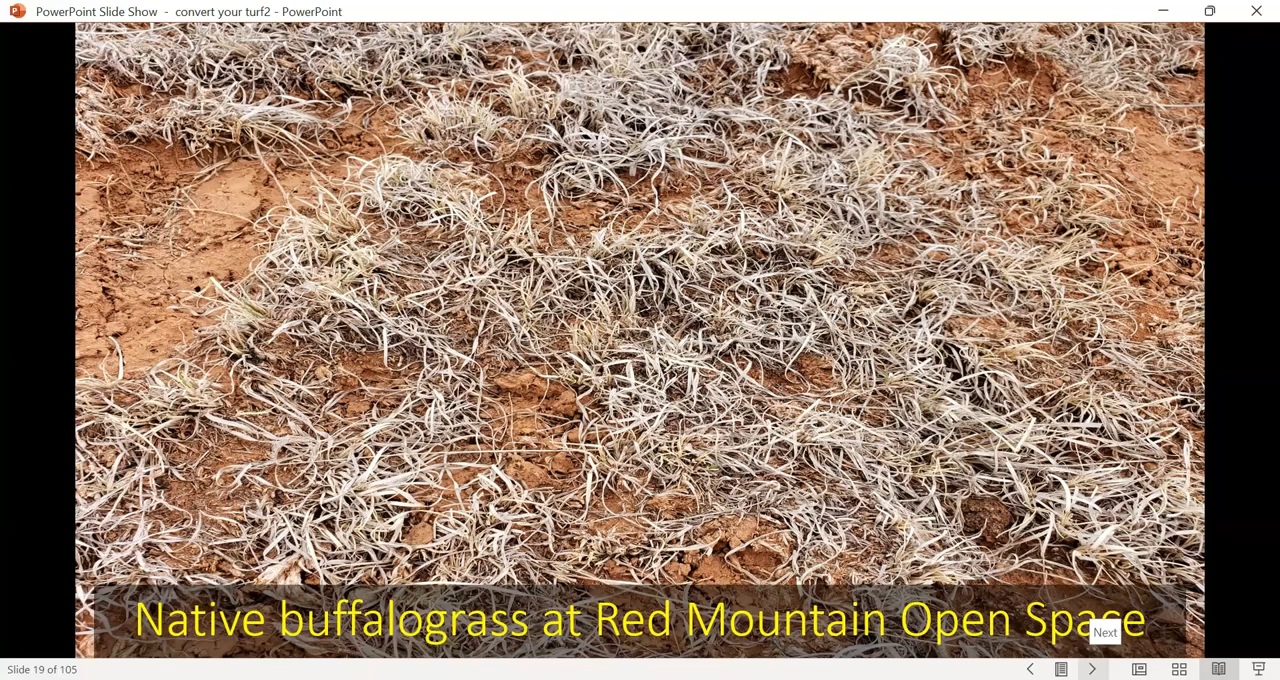 PowerPoint Slide Show - convert your turf2 - PowerPoint
Native buffalograss at Red Mountain Open Space
Next
Slide 19 of 105